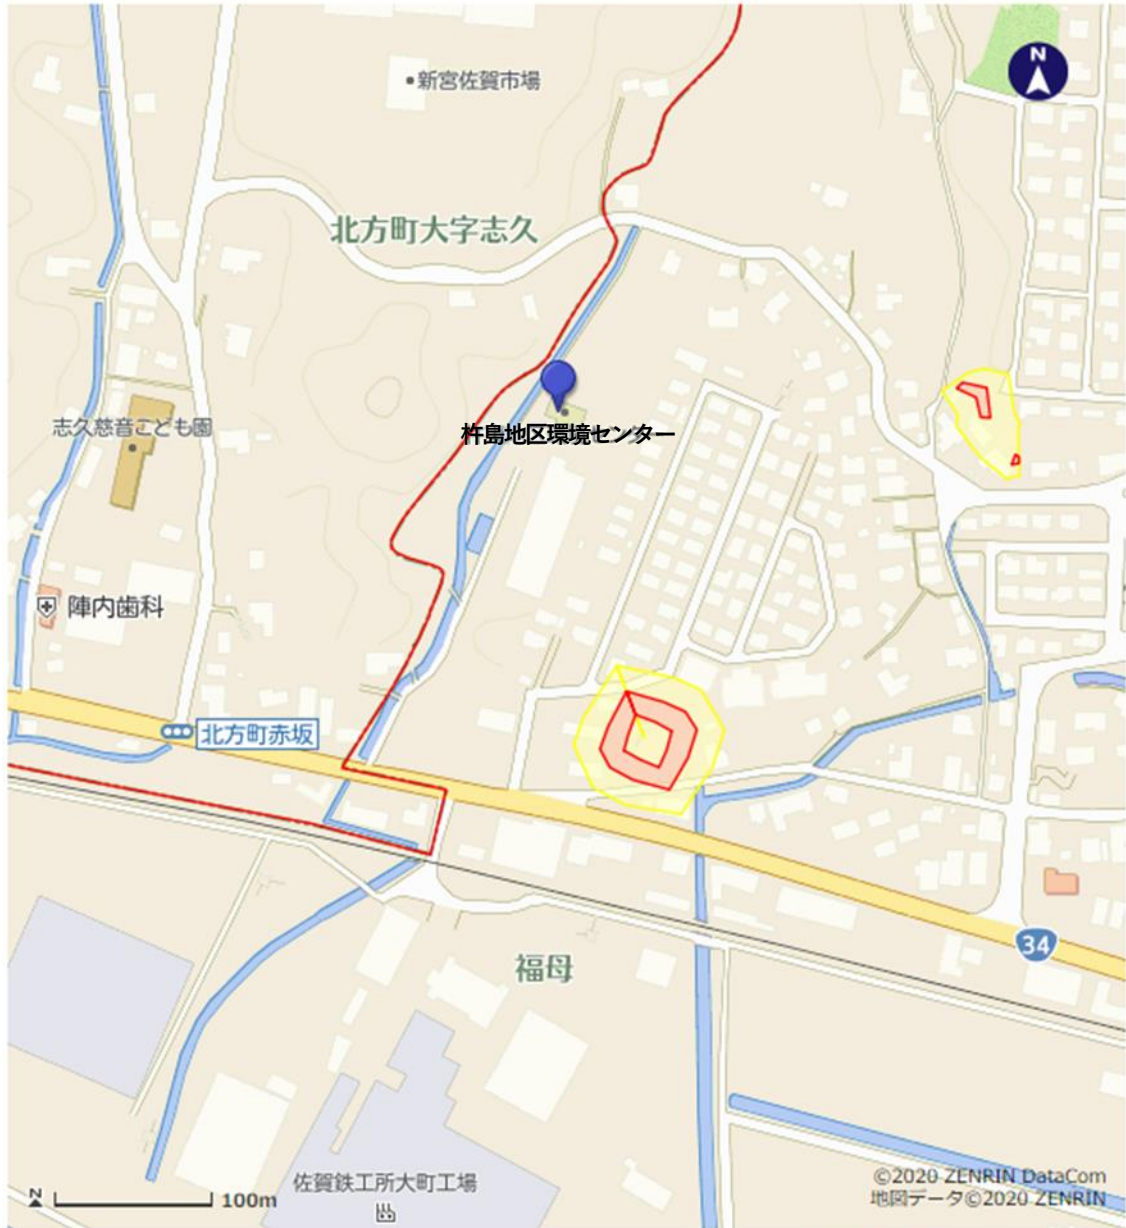 N
新宮佐賀市場
北方町大字志久
志久慈音こども園
杵島地区環境センター
陣内歯科
北方町赤坂
34
福母
佐賀鉄工所大町工場
©2020 ZENRIN DataCom
地図データ©2020 ZENRIN
N
100m